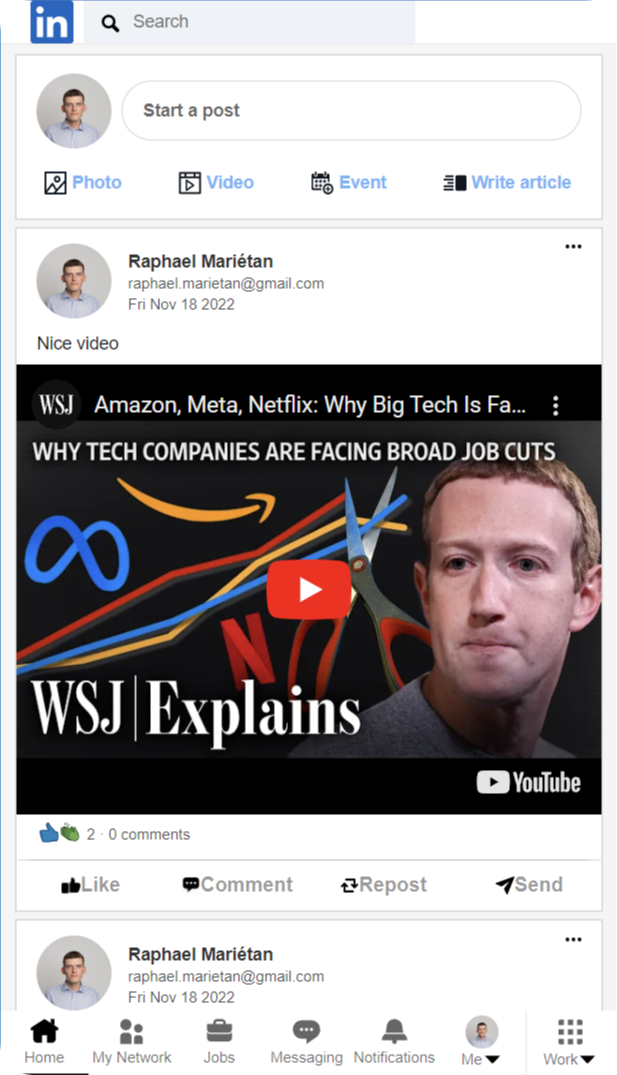 in
Search
Start a post
Photo Video Event Write article
Raphael Mariétan
raphael.marietan@gmail.com
Fri Nov 18 2022
Nice video
WSJ Amazon, Meta, Netflix: Why Big Tech Is Fa...
WHY TECH COMPANIES ARE FACING BROAD JOB CUTS
N
WSJ|Explains
YouTube
2 · 0 comments
Like Comment Repost Send
Raphael Mariétan
raphael.marietan@gmail.com
Fri Nov 18 2022
Home My Network Jobs Messaging Notifications Me Work